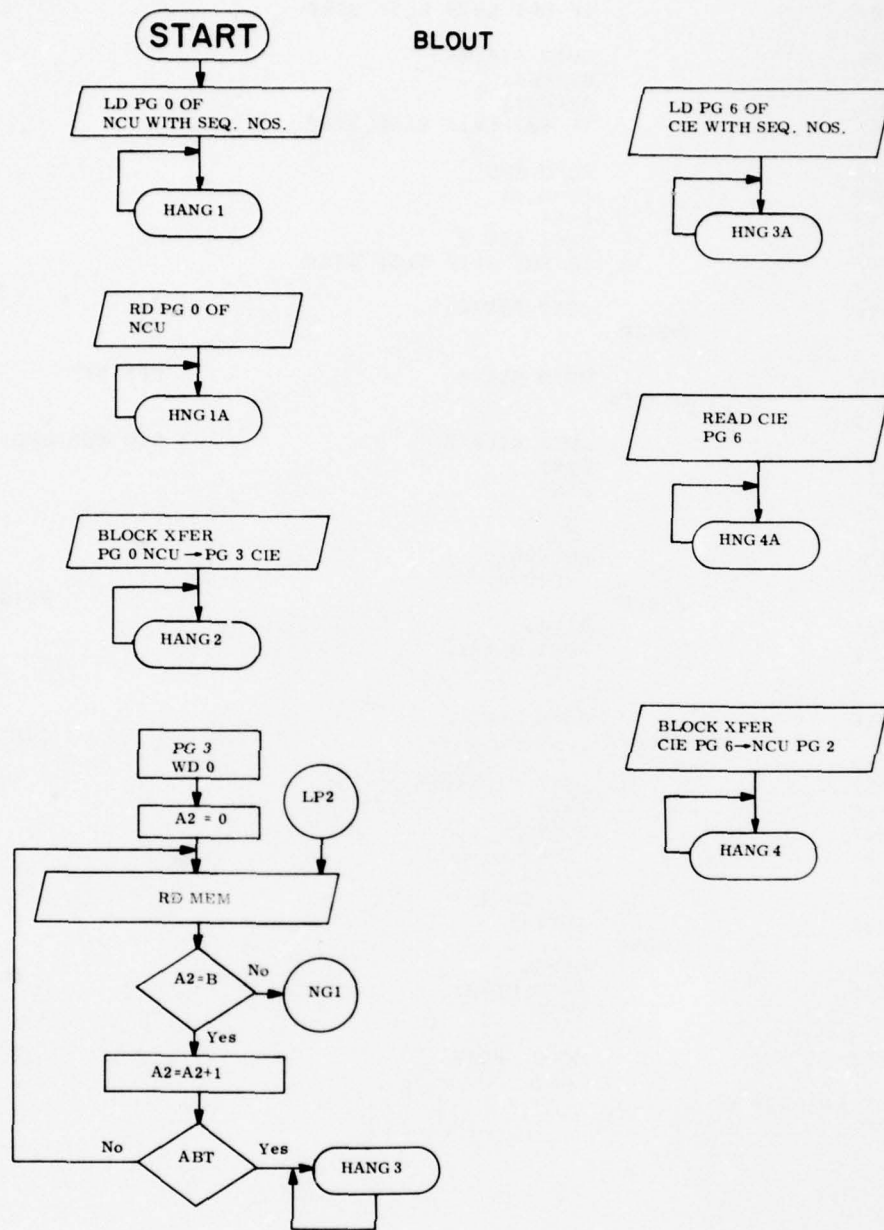 START
BLOUT
LD PG 0 OF
NCU WITH SEQ. NOS.
HANG 1
RD PG 0 OF
NCU
HNG 1A
BLOCK XFER
PG 0 NCU → PG 3 CIE
HANG 2
PG 3
WD 0
A2 = 0
LP2
RD MEM
A2=B
No
NG1
Yes
A2=A2+1
No
ABT
Yes
HANG 3
LD PG 6 OF
CIE WITH SEQ. NOS.
HNG 3A
READ CIE
PG 6
HNG 4A
BLOCK XFER
CIE PG 6→NCU PG 2
HANG 4